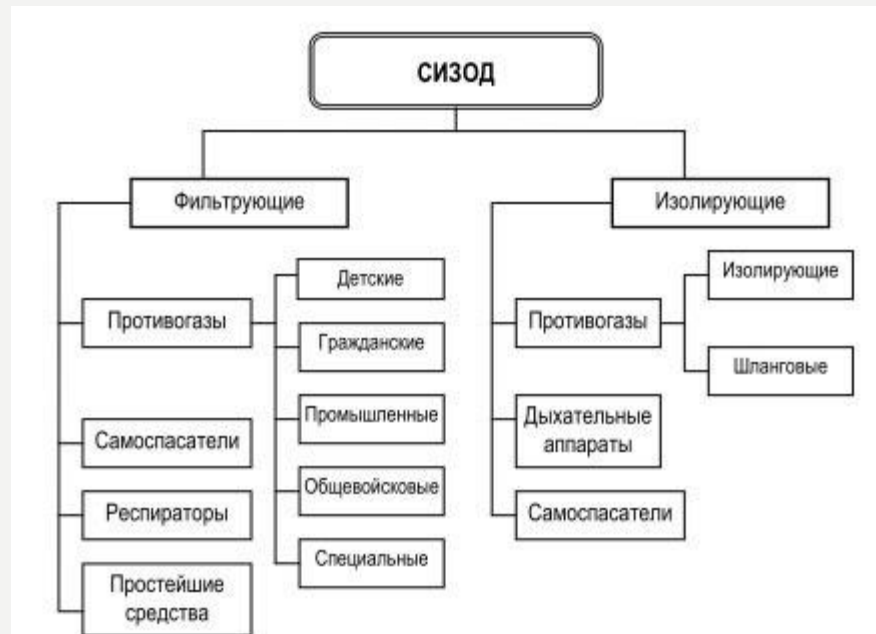 СИЗОД
Фильтрующие
Изолирующие
Противогазы
Детские
Гражданские
Промышленные
Общевойсковые
Специальные
Самоспасатели
Респираторы
Простейшие
средства
Противогазы
Изолирующие
Шланговые
Дыхательные
аппараты
Самоспасатели